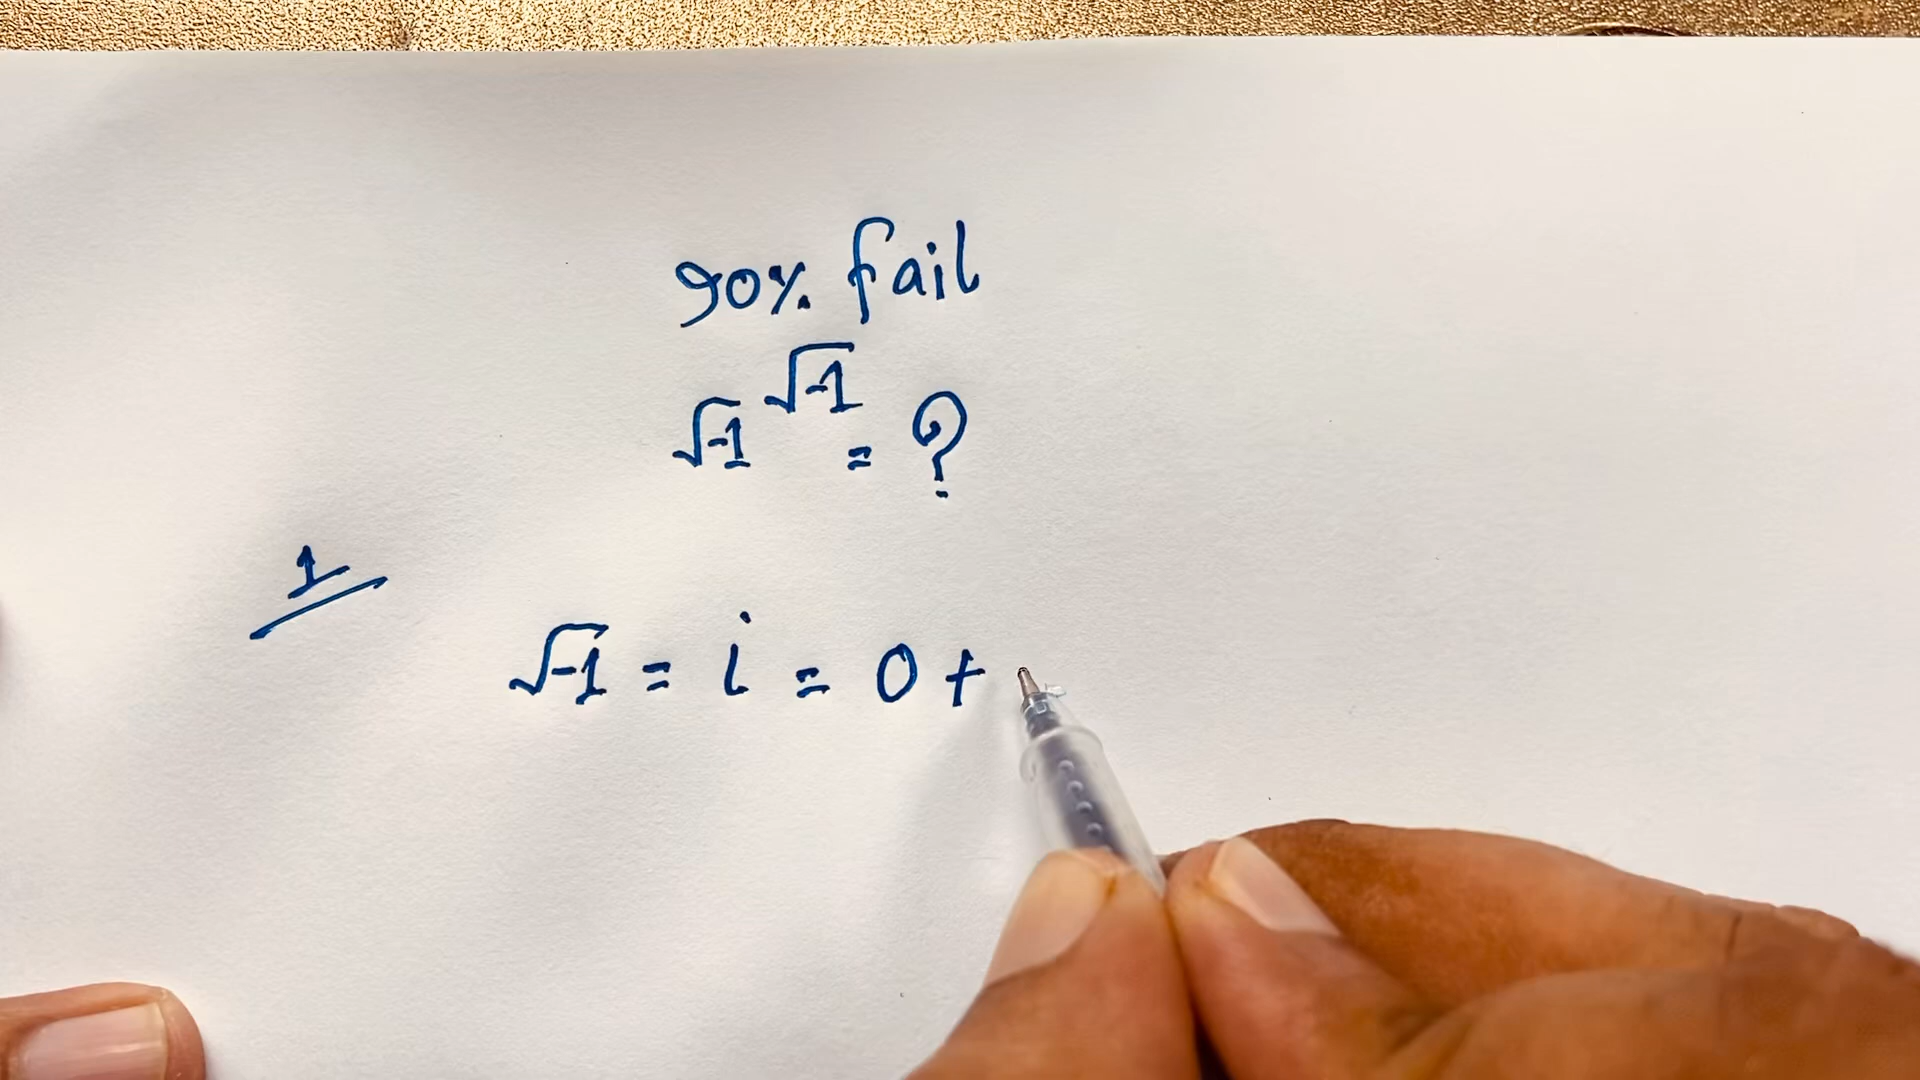 90% fail
√-1^√-1 = ?
1
√-1 = i = 0 +